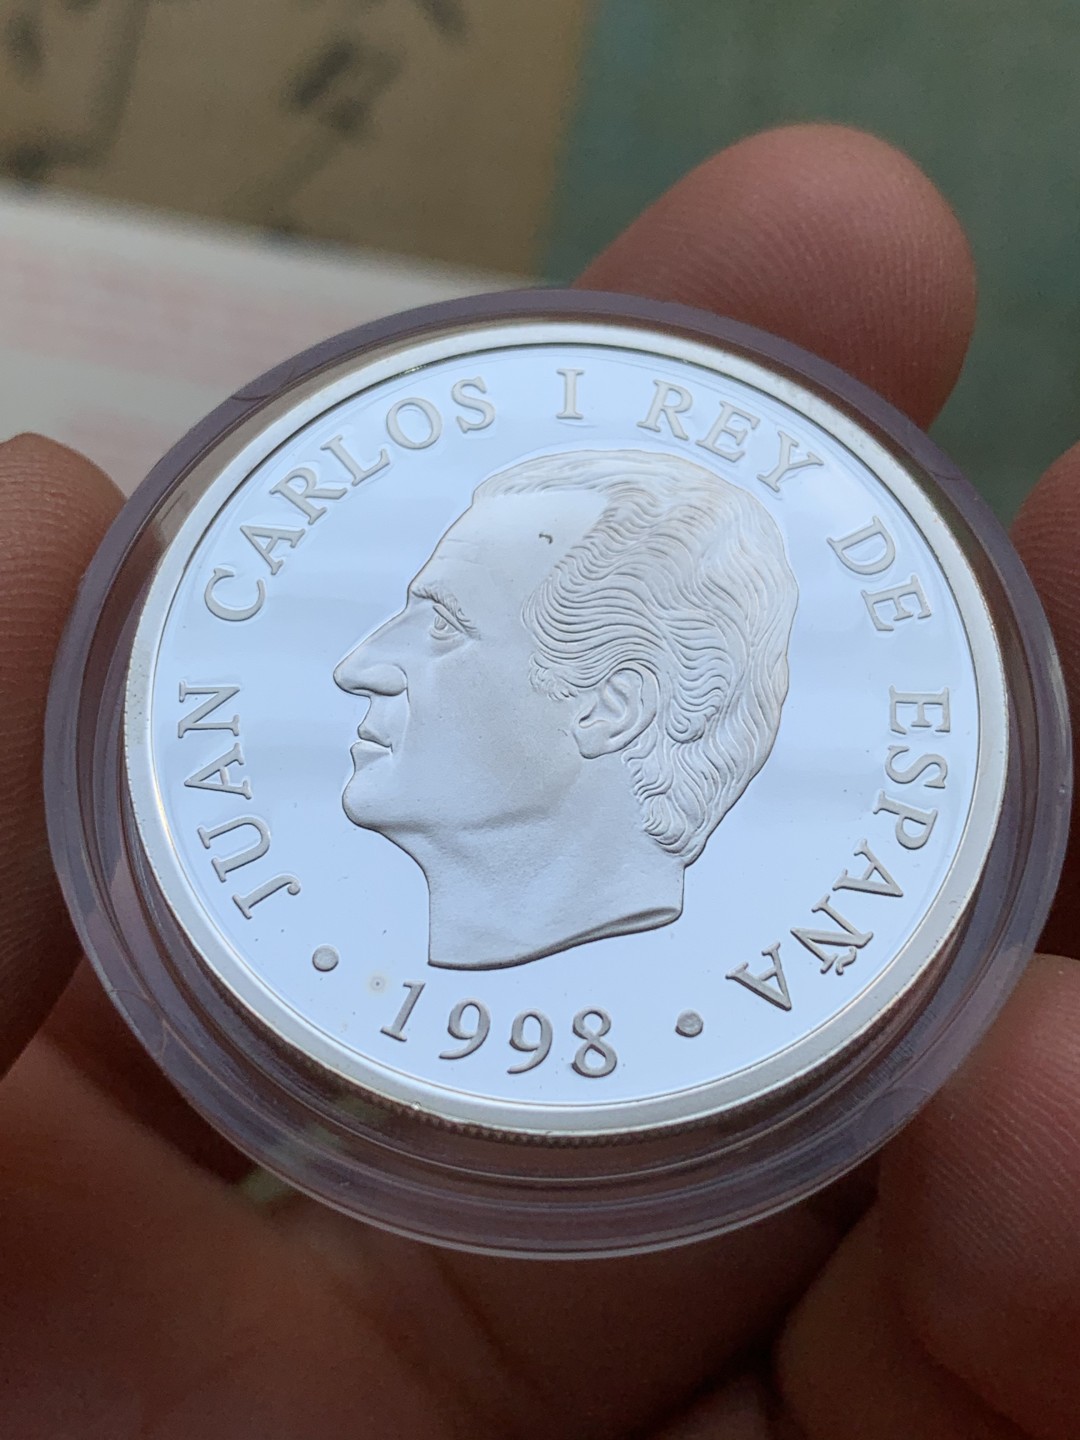 JUAN CARLOS I REY DE ESPAÑA
• 1998 •